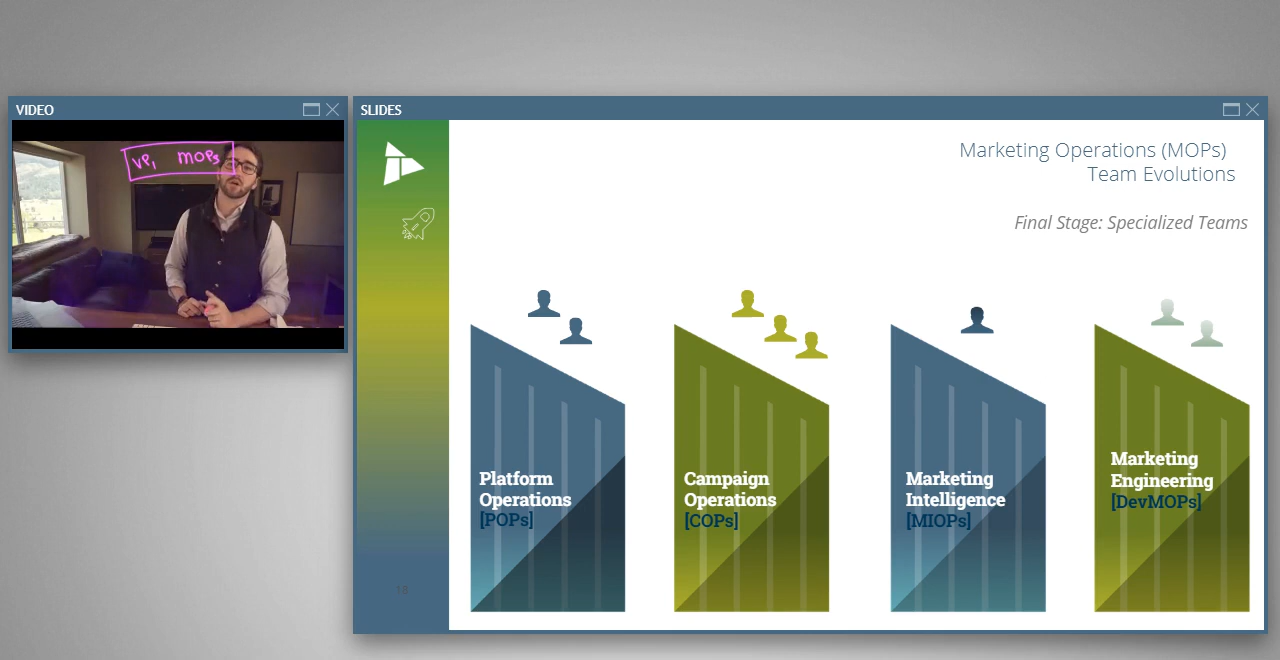 VIDEO
VP, MOPs
SLIDES
Marketing Operations (MOPs)
Team Evolutions
Final Stage: Specialized Teams
Platform
Operations
[POPs]
Campaign
Operations
[COPs]
Marketing
Intelligence
[MIOPs]
Marketing
Engineering
[DevMOPs]